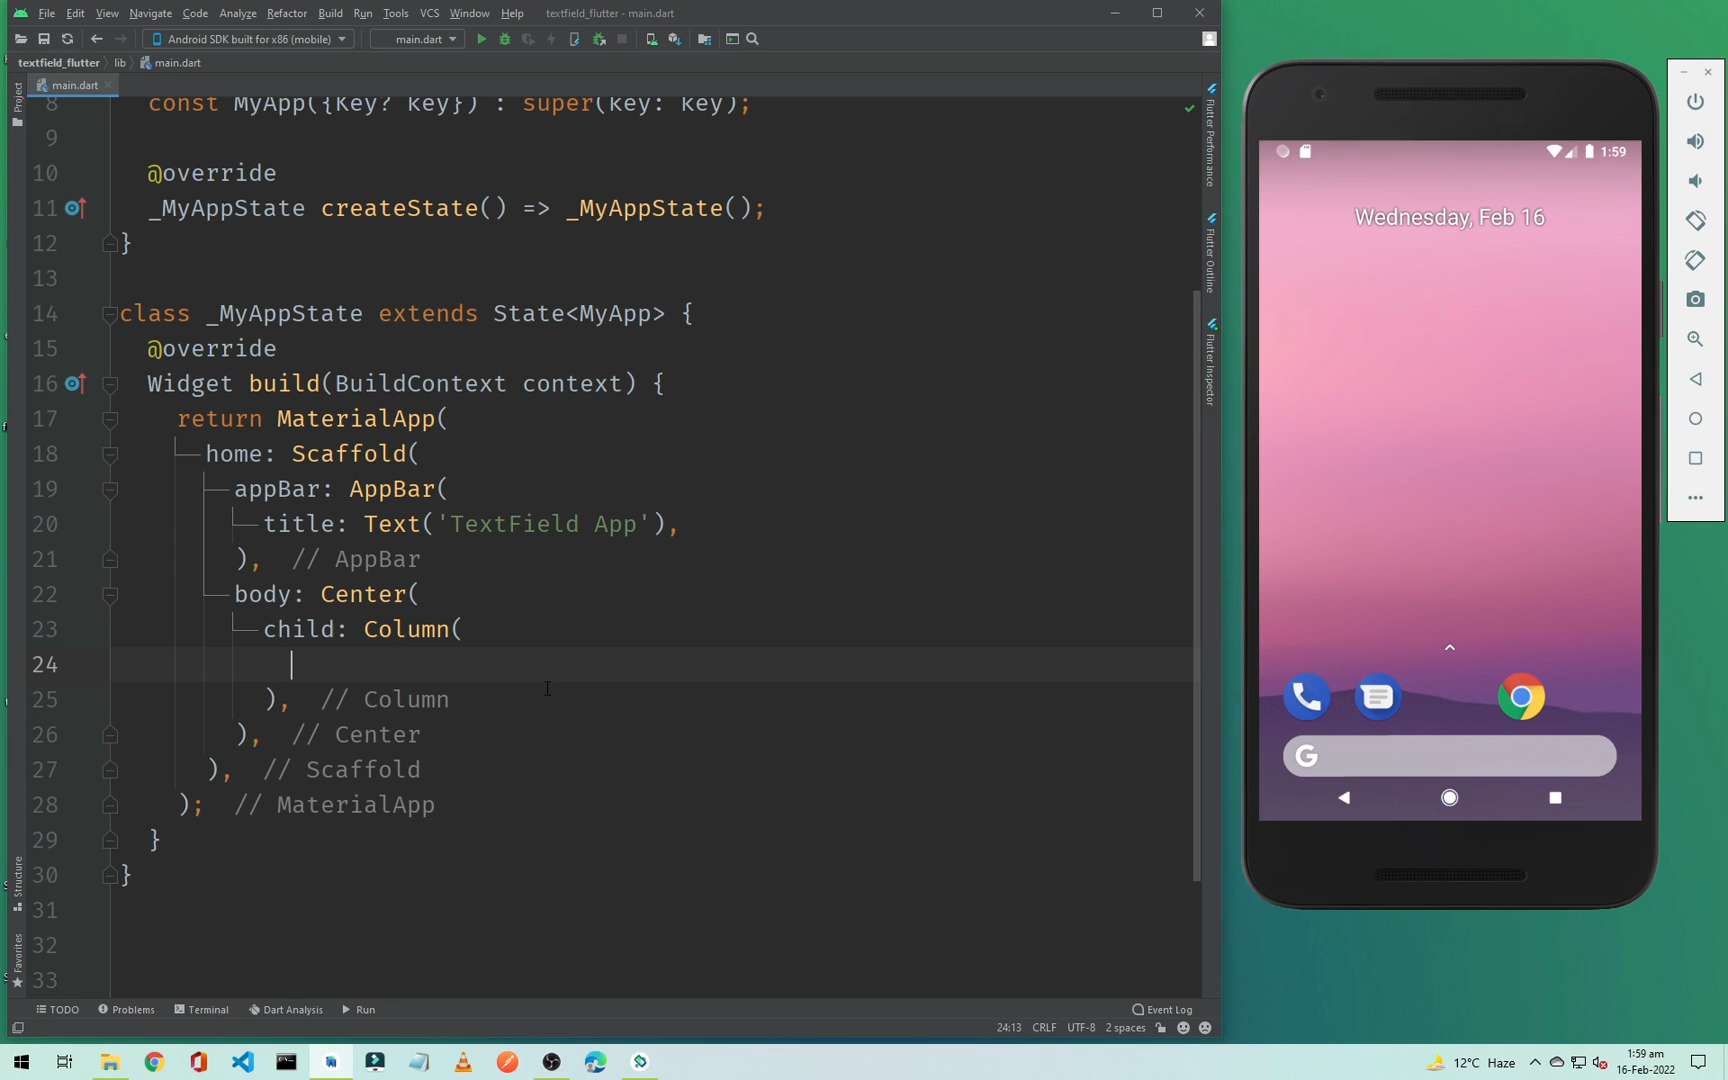 File Edit View Navigate Code Analyze Refactor Build Run Tools VCS Window Help textfield_flutter - main.dart
Android SDK built for x86 (mobile) main.dart
textfield_flutter lib main.dart
Project
main.dart
8 const MyApp({Key? key}) : super(key: key);
9
10 @override
11 _MyAppState createState() => _MyAppState();
12 }
13
14 class _MyAppState extends State<MyApp> {
15 @override
16 Widget build(BuildContext context) {
17 return MaterialApp(
18 home: Scaffold(
19 appBar: AppBar(
20 title: Text('TextField App'),
21 ), // AppBar
22 body: Center(
23 child: Column(
24
25 ), // Column
26 ), // Center
27 ), // Scaffold
28 ); // MaterialApp
29 }
30 }
31
32
33
Structure
Favorites
Flutter Performance
Flutter Outline
Flutter Inspector
TODO Problems Terminal Dart Analysis Run Event Log
24:13 CRLF UTF-8 2 spaces
1:59
Wednesday, Feb 16
G
12°C Haze
1:59 am
16-Feb-2022